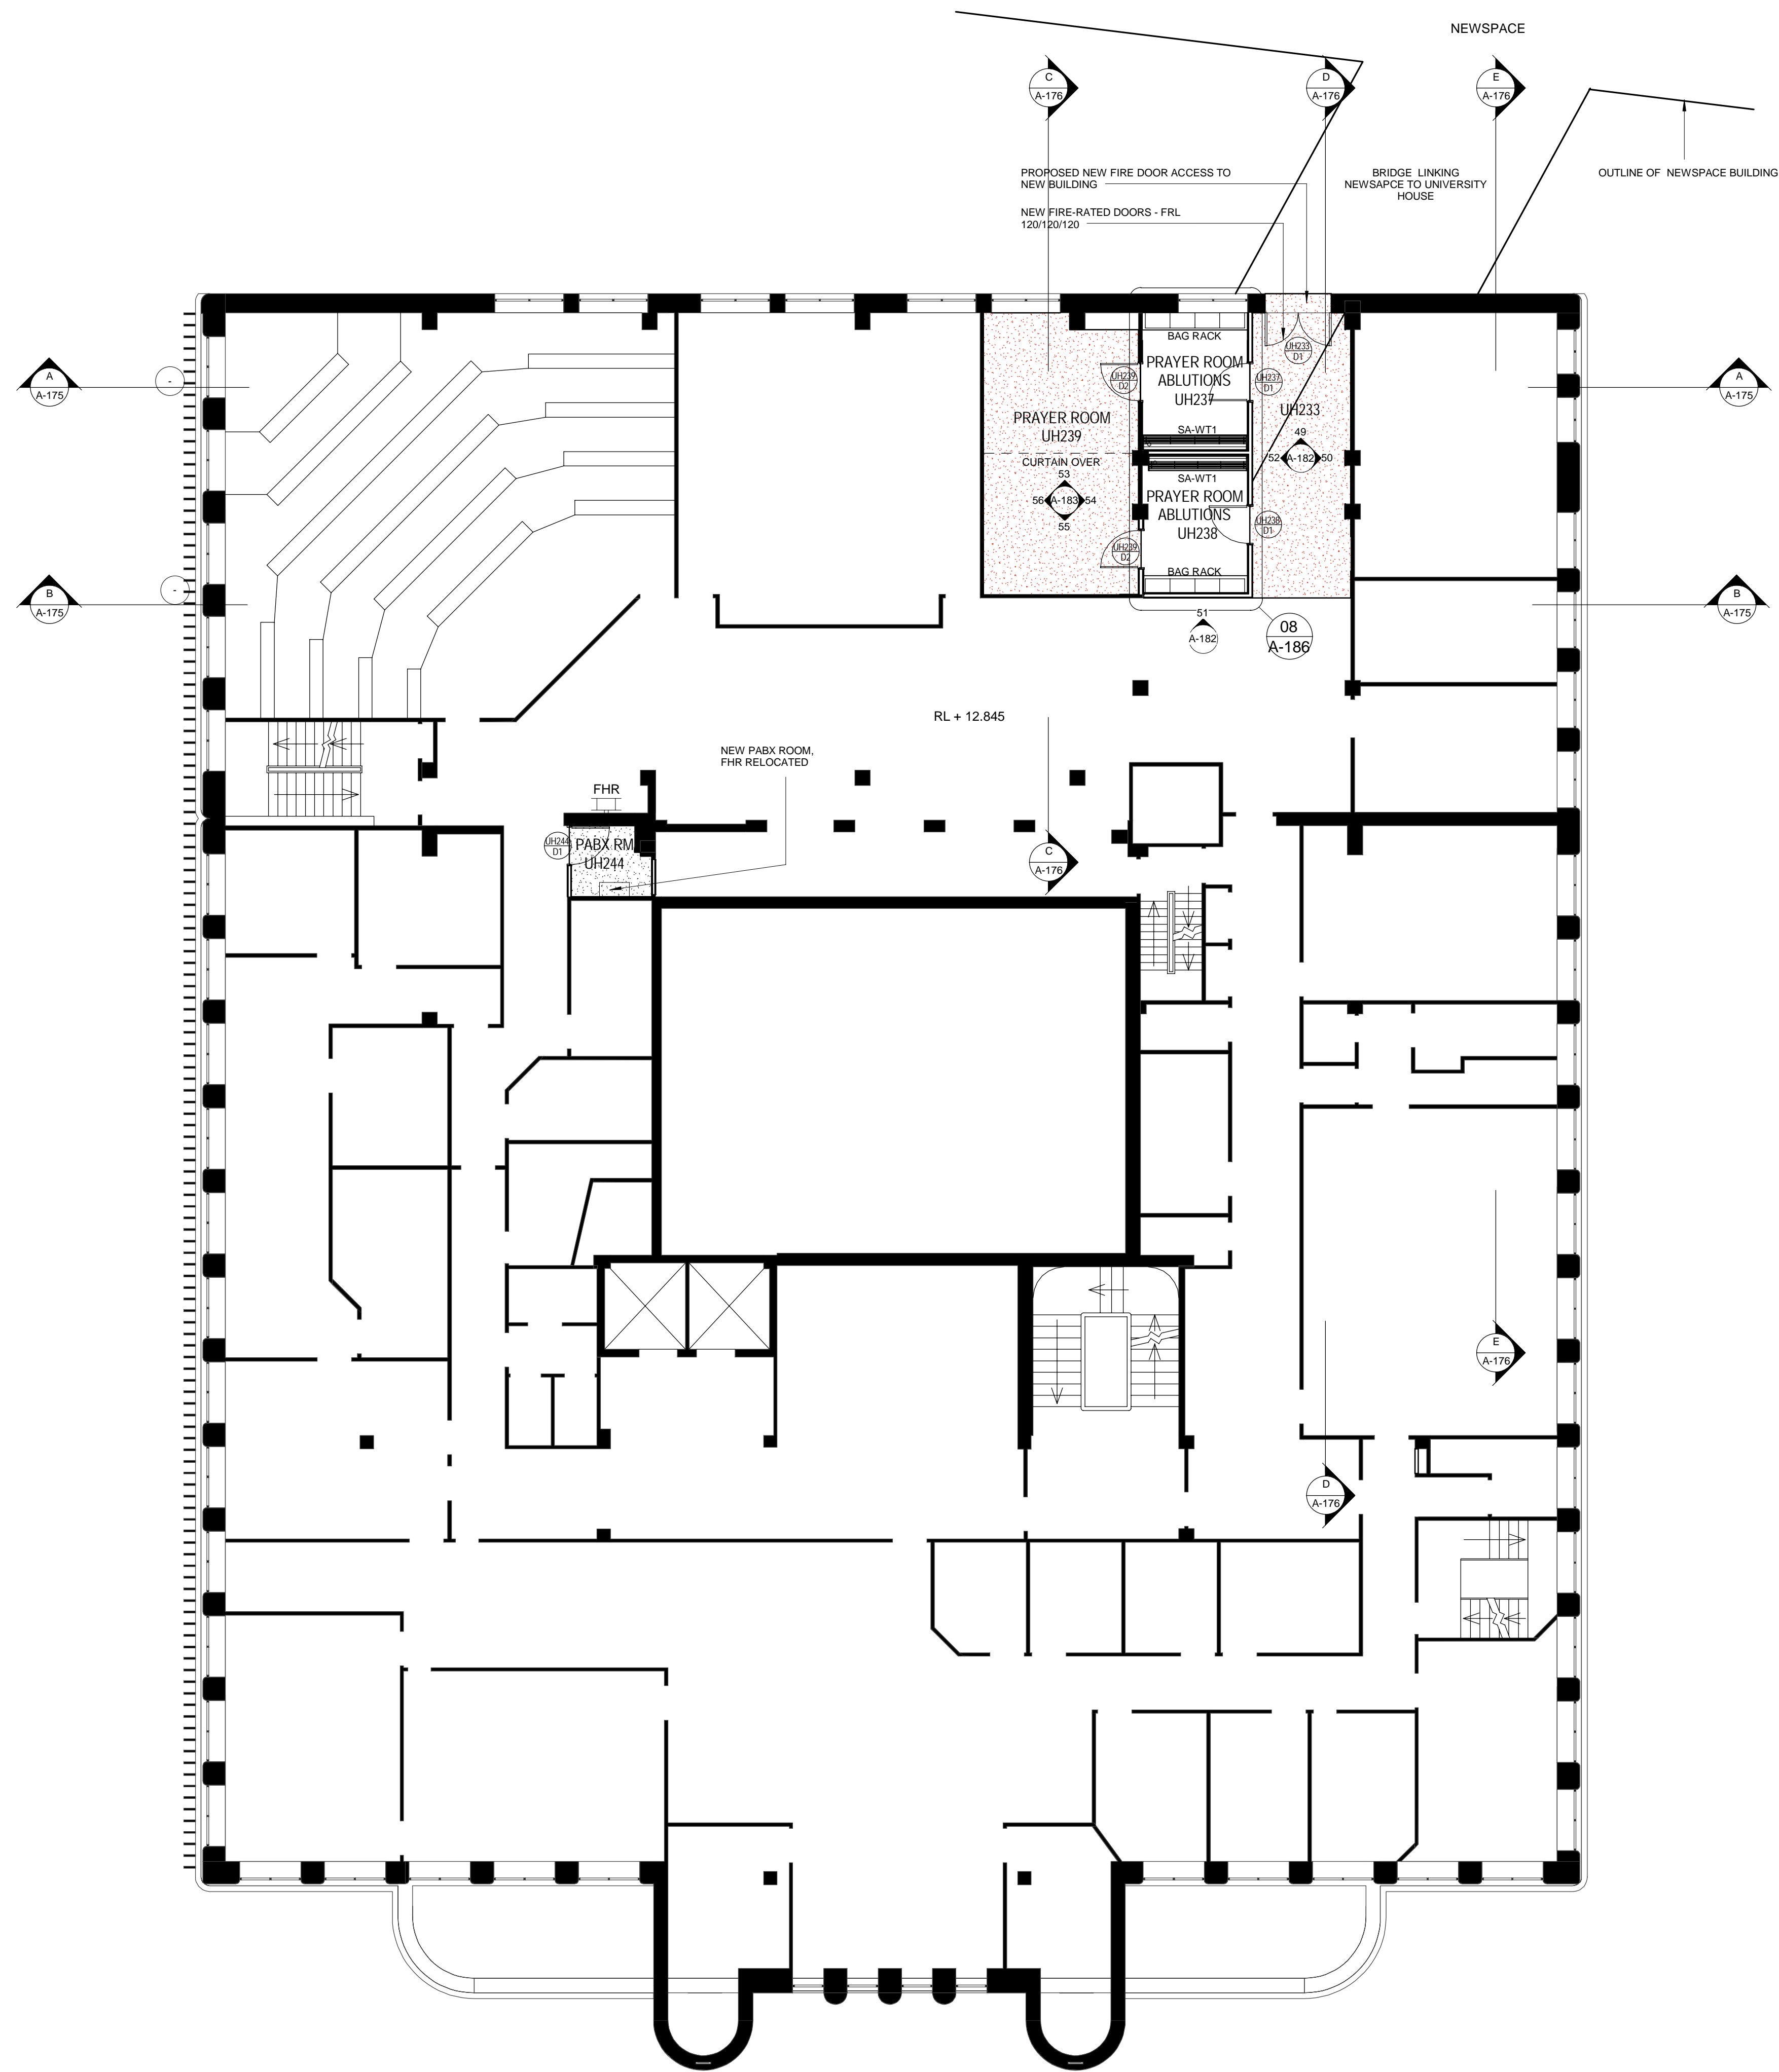 NEWSPACE
C
A-176
D
A-176
E
A-176
PROPOSED NEW FIRE DOOR ACCESS TO
NEW BUILDING
BRIDGE LINKING
NEWSAPCE TO UNIVERSITY
HOUSE
OUTLINE OF NEWSPACE BUILDING
NEW FIRE-RATED DOORS - FRL
120/120/120
BAG RACK
UH233
D1
PRAYER ROOM
ABLUTIONS
UH237
UH239
D2
UH237
D1
A
A-175
-
A
A-175
PRAYER ROOM
UH239
UH233
SA-WT1
49
52
A-182
50
CURTAIN OVER
53
56
A-183
54
55
SA-WT1
PRAYER ROOM
ABLUTIONS
UH238
UH238
D1
UH239
D2
BAG RACK
B
A-175
-
B
A-175
51
A-182
08
A-186
RL + 12.845
NEW PABX ROOM,
FHR RELOCATED
FHR
UH244
D1
PABX RM
UH244
C
A-176
E
A-176
D
A-176